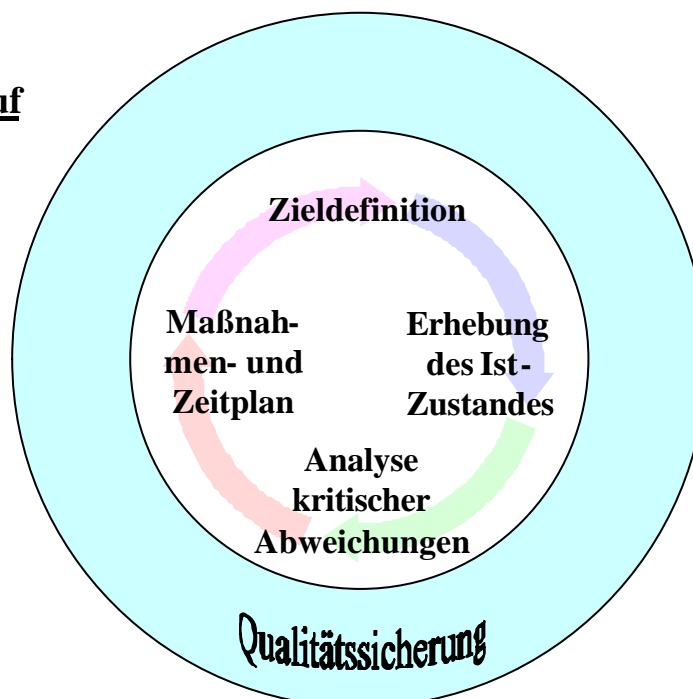 uf
Zieldefinition
Maßnah-
men- und
Zeitplan
Erhebung
des Ist-
Zustandes
Analyse
kritischer
Abweichungen
Qualitätssicherung